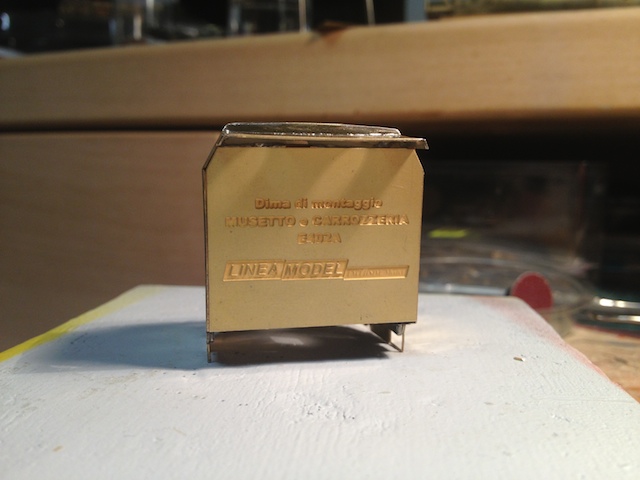 Dima di montaggio
MUSETTO e CARROZZERIA
LINEA MODEL